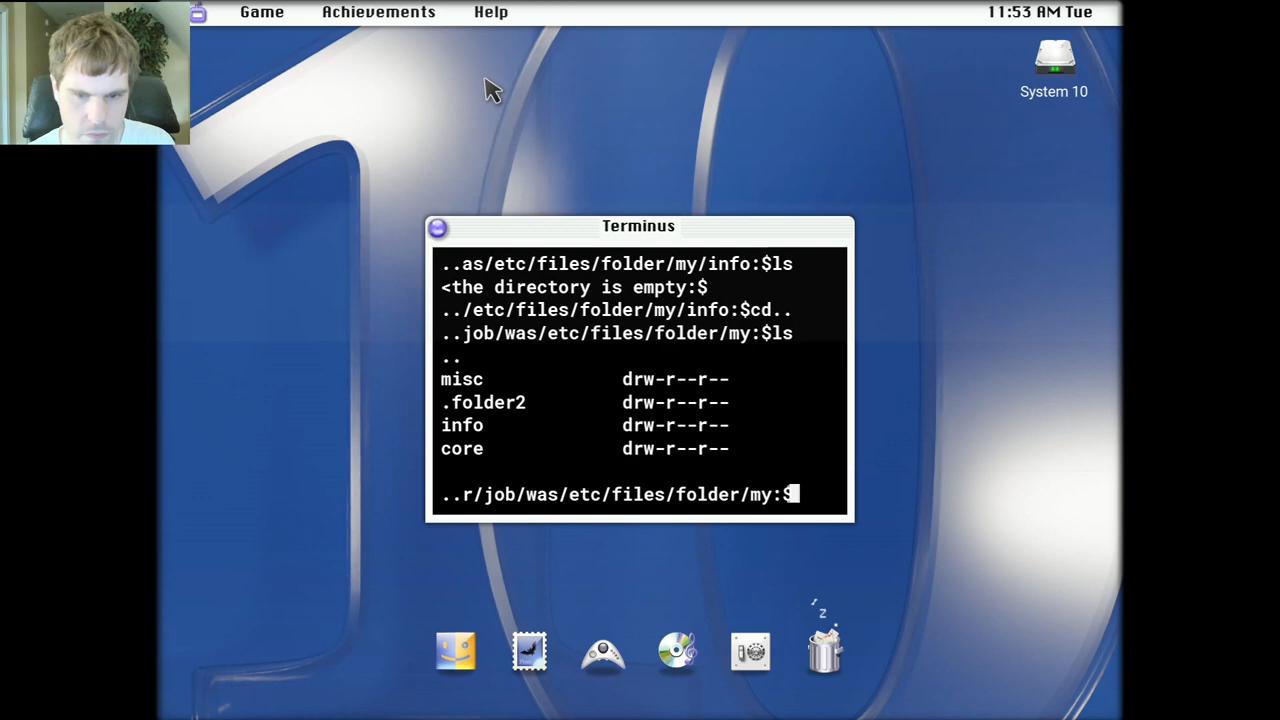 Game Achievements Help 11:53 AM Tue
System 10
Terminus
..as/etc/files/folder/my/info:$ls
<the directory is empty:$
../etc/files/folder/my/info:$cd..
..job/was/etc/files/folder/my:$ls
..
misc drw-r--r--
.folder2 drw-r--r--
info drw-r--r--
core drw-r--r--
..r/job/was/etc/files/folder/my:$
z